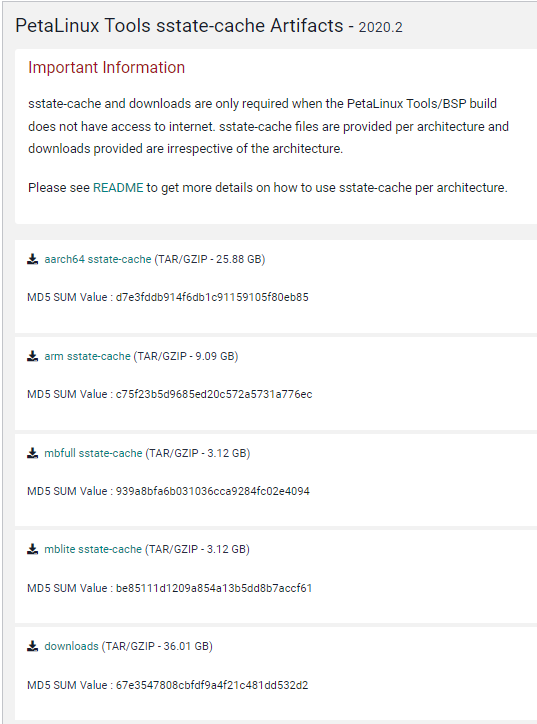 PetaLinux Tools sstate-cache Artifacts - 2020.2
Important Information
sstate-cache and downloads are only required when the PetaLinux Tools/BSP build
does not have access to internet. sstate-cache files are provided per architecture and
downloads provided are irrespective of the architecture.
Please see README to get more details on how to use sstate-cache per architecture.
aarch64 sstate-cache (TAR/GZIP - 25.88 GB)
MD5 SUM Value : d7e3fddb914f6db1c91159105f80eb85
arm sstate-cache (TAR/GZIP - 9.09 GB)
MD5 SUM Value : c75f23b5d9685ed20c572a5731a776ec
mbfull sstate-cache (TAR/GZIP - 3.12 GB)
MD5 SUM Value : 939a8bfa6b031036cca9284fc02e4094
mblite sstate-cache (TAR/GZIP - 3.12 GB)
MD5 SUM Value : be85111d1209a854a13b5dd8b7accf61
downloads (TAR/GZIP - 36.01 GB)
MD5 SUM Value : 67e3547808cbfdf9a4f21c481dd532d2